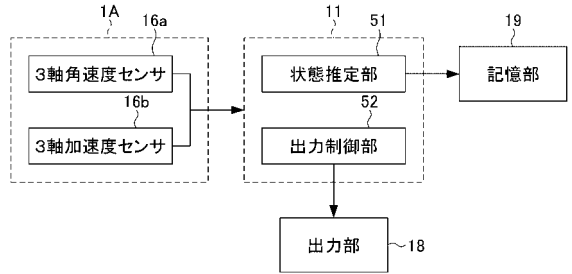 1A
11
19
16a
51
3軸角速度センサ
状態推定部
記憶部
16b
52
3軸加速度センサ
出力制御部
出力部
18